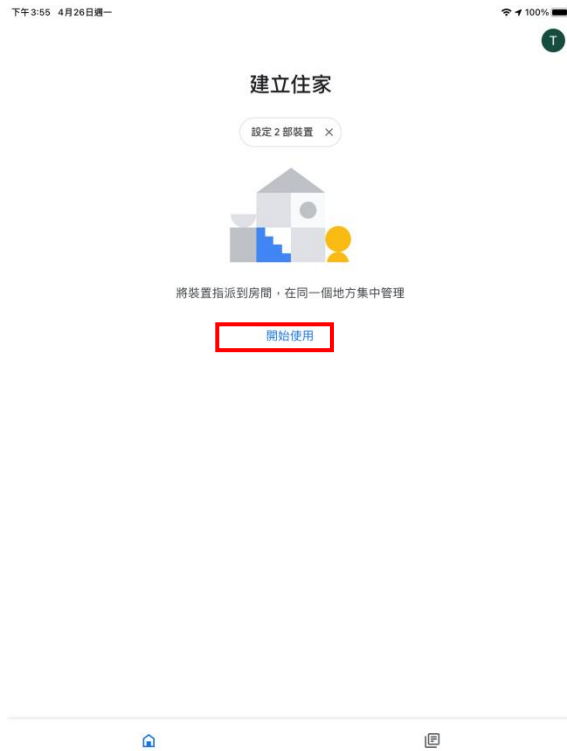 下午3:55 4月26日週一
100%
T
建立住家
設定 2 部裝置
將裝置指派到房間，在同一個地方集中管理
開始使用